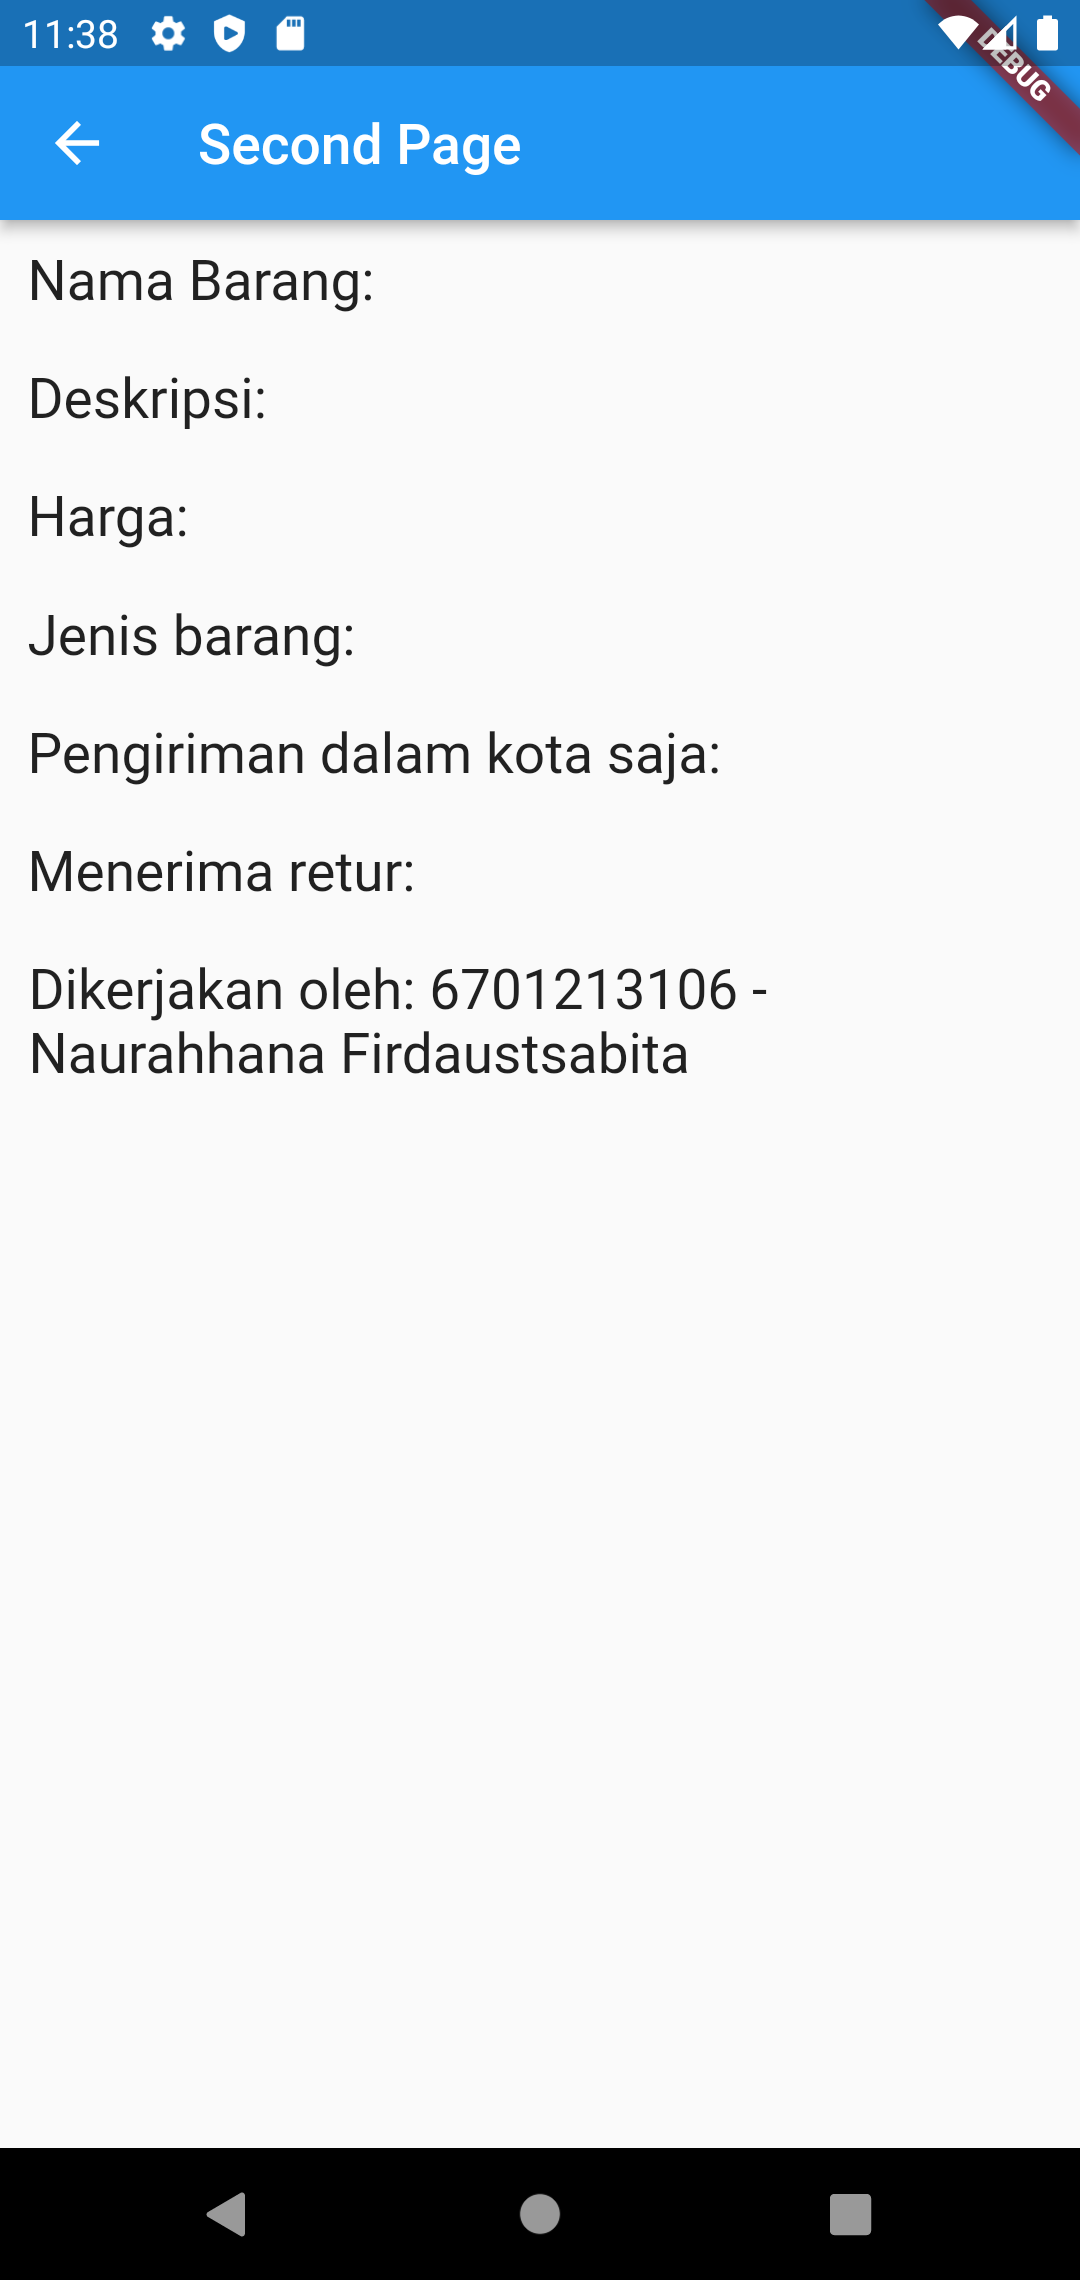 11:38
DEBUG
Second Page
Nama Barang:
Deskripsi:
Harga:
Jenis barang:
Pengiriman dalam kota saja:
Menerima retur:
Dikerjakan oleh: 6701213106 -
Naurahhana Firdaustsabita